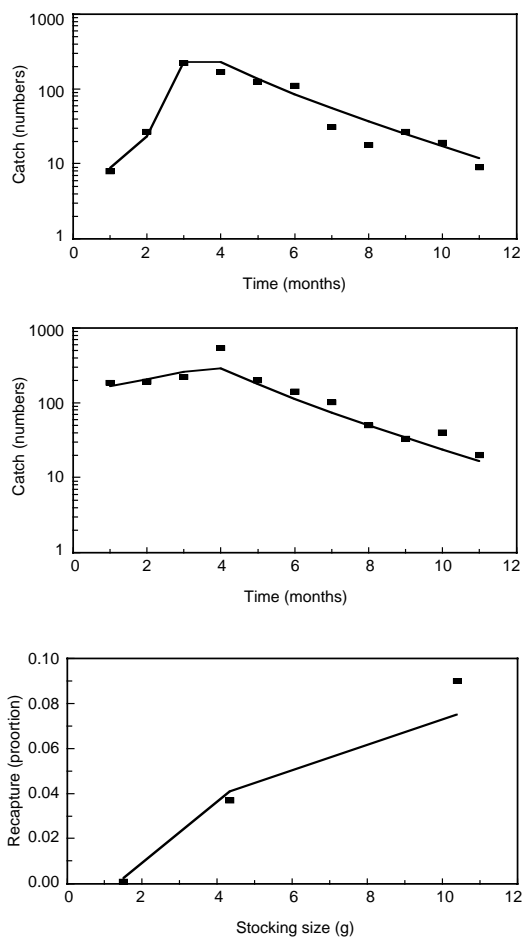 1000
100
10
1
Catch (numbers)
0 2 4 6 8 10 12
Time (months)
1000
100
10
1
Catch (numbers)
0 2 4 6 8 10 12
Time (months)
0.10
0.08
0.06
0.04
0.02
0.00
Recapture (proortion)
0 2 4 6 8 10 12
Stocking size (g)